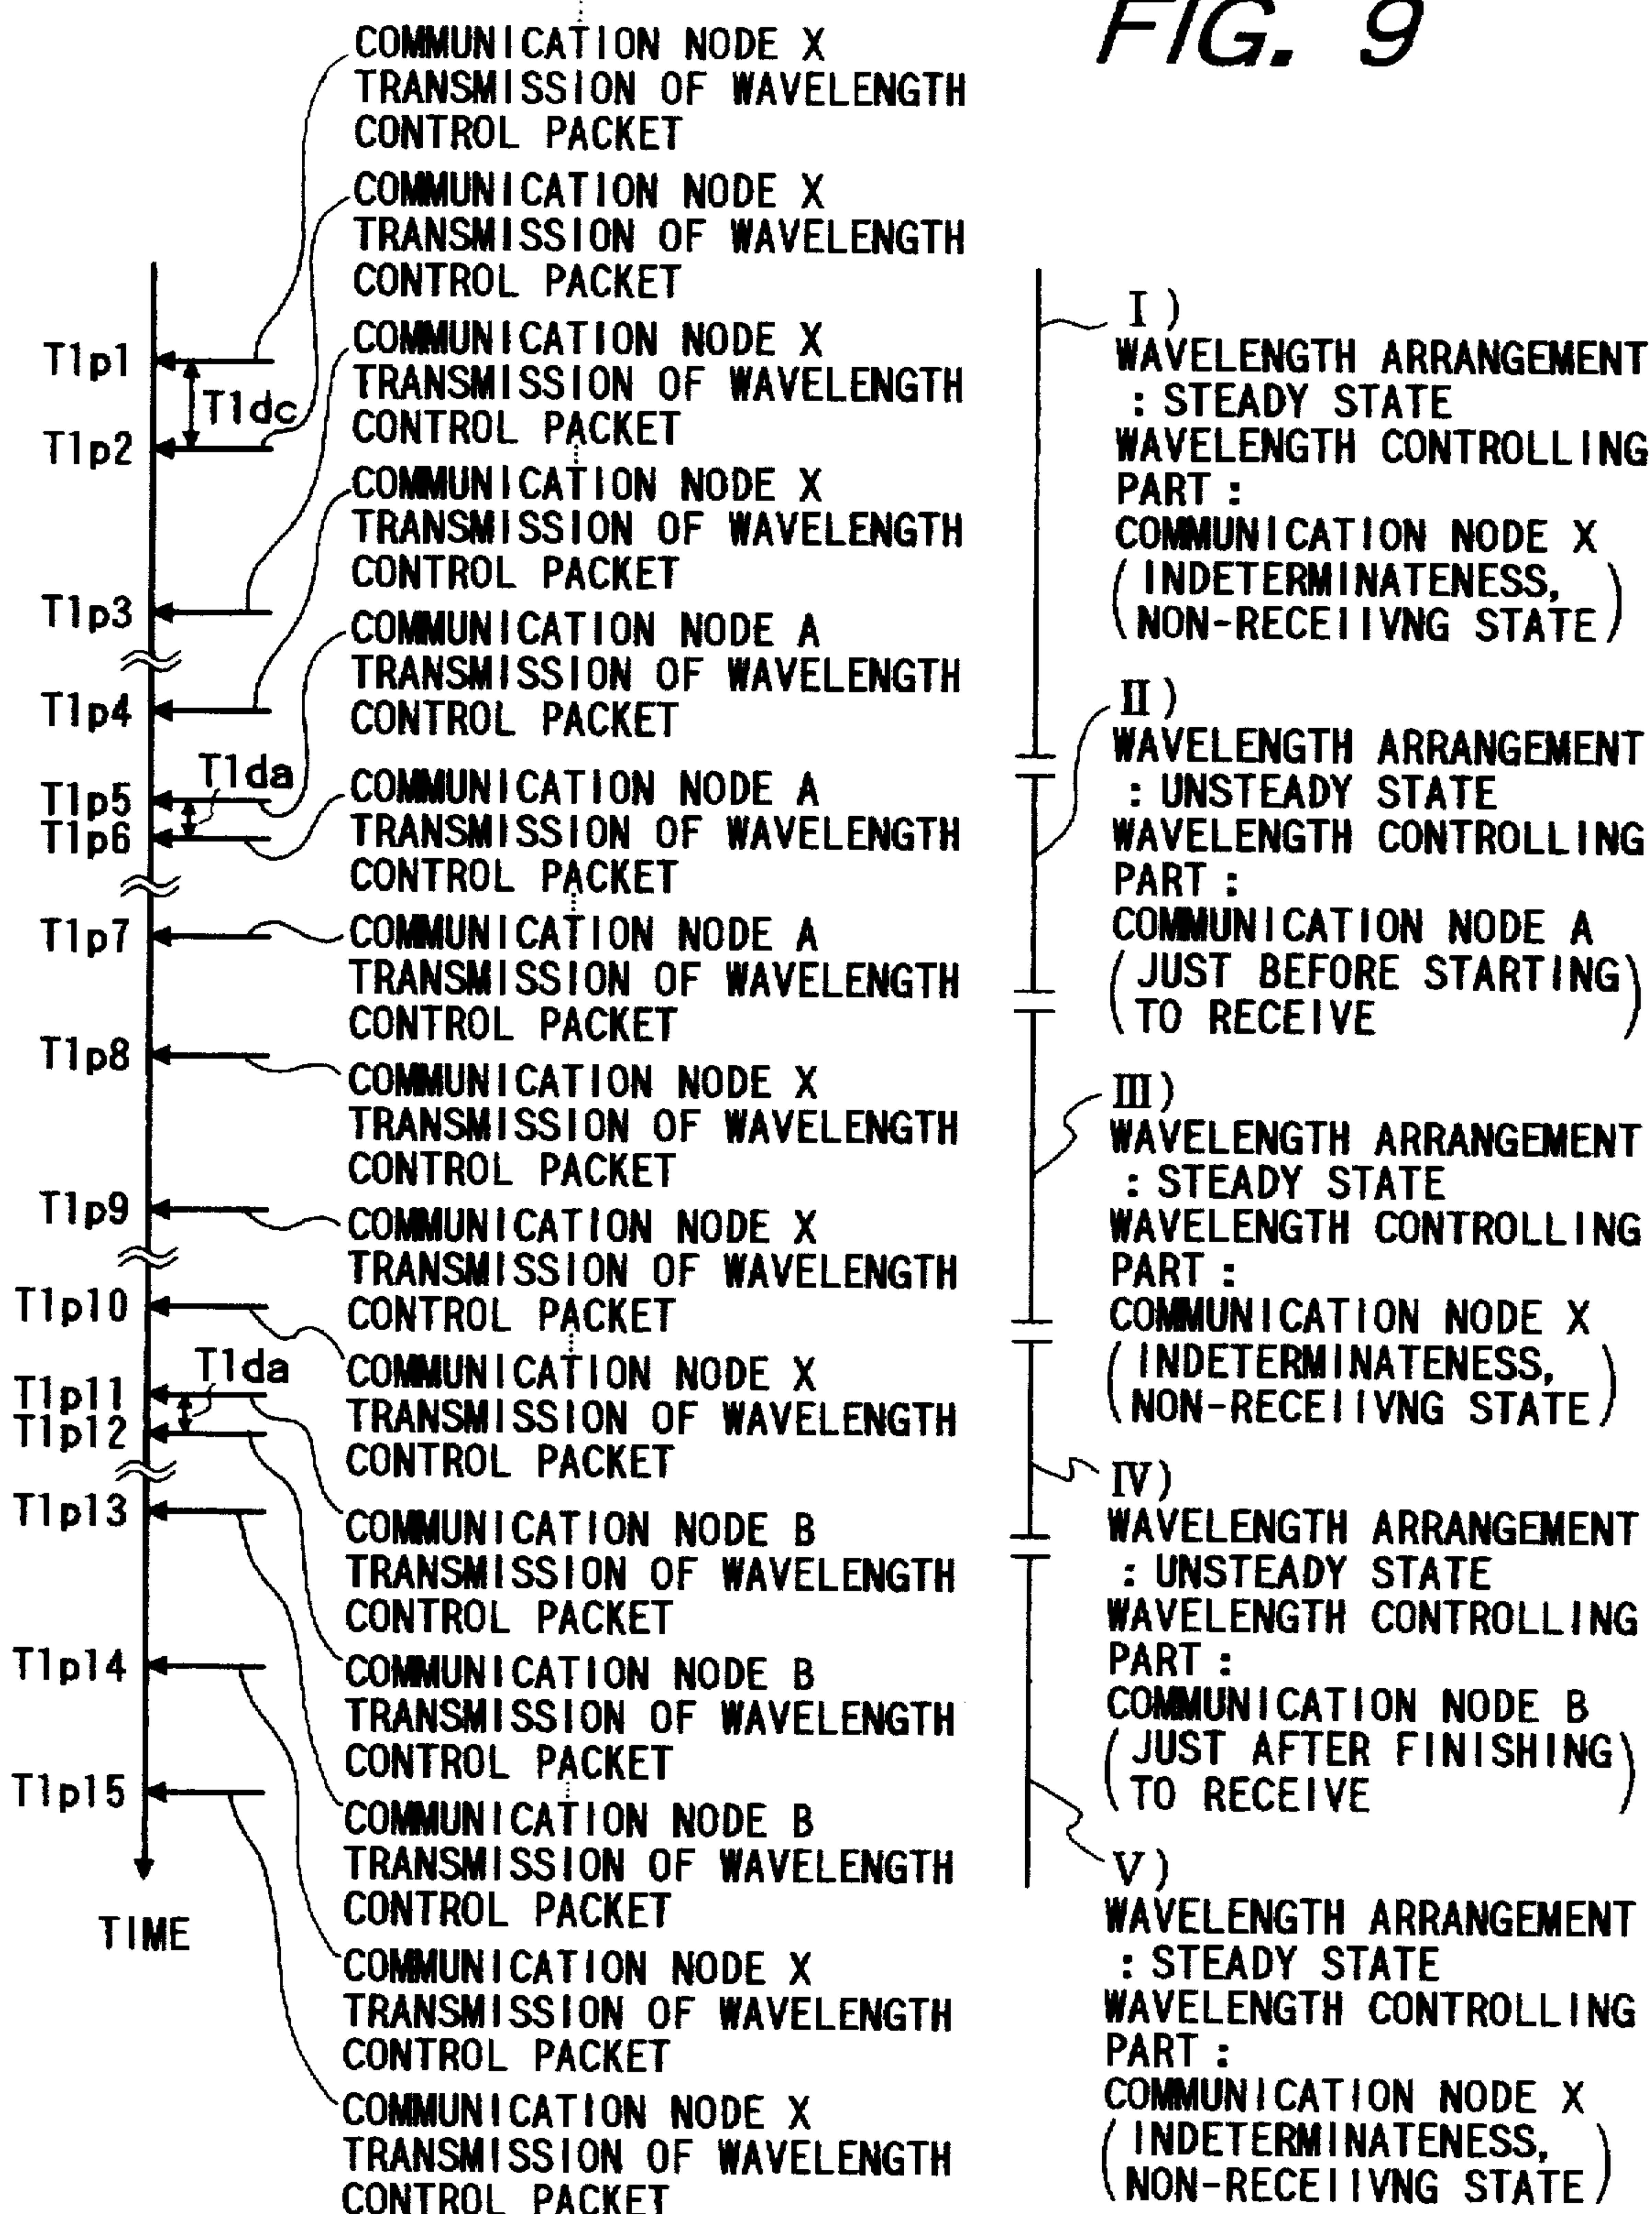 FIG. 9
COMMUNICATION NODE X
TRANSMISSION OF WAVELENGTH
CONTROL PACKET
COMMUNICATION NODE X
TRANSMISSION OF WAVELENGTH
CONTROL PACKET
COMMUNICATION NODE X
TRANSMISSION OF WAVELENGTH
CONTROL PACKET
COMMUNICATION NODE X
TRANSMISSION OF WAVELENGTH
CONTROL PACKET
COMMUNICATION NODE A
TRANSMISSION OF WAVELENGTH
CONTROL PACKET
COMMUNICATION NODE A
TRANSMISSION OF WAVELENGTH
CONTROL PACKET
COMMUNICATION NODE A
TRANSMISSION OF WAVELENGTH
CONTROL PACKET
COMMUNICATION NODE X
TRANSMISSION OF WAVELENGTH
CONTROL PACKET
COMMUNICATION NODE X
TRANSMISSION OF WAVELENGTH
CONTROL PACKET
COMMUNICATION NODE X
TRANSMISSION OF WAVELENGTH
CONTROL PACKET
COMMUNICATION NODE B
TRANSMISSION OF WAVELENGTH
CONTROL PACKET
COMMUNICATION NODE B
TRANSMISSION OF WAVELENGTH
CONTROL PACKET
COMMUNICATION NODE B
TRANSMISSION OF WAVELENGTH
CONTROL PACKET
COMMUNICATION NODE X
TRANSMISSION OF WAVELENGTH
CONTROL PACKET
COMMUNICATION NODE X
TRANSMISSION OF WAVELENGTH
CONTROL PACKET
T1p1
T1dc
T1p2
T1p3
T1p4
T1da
T1p5
T1p6
T1p7
T1p8
T1p9
T1p10
T1da
T1p11
T1p12
T1p13
T1p14
T1p15
TIME
I)
WAVELENGTH ARRANGEMENT
: STEADY STATE
WAVELENGTH CONTROLLING
PART :
COMMUNICATION NODE X
(INDETERMINATENESS,
NON-RECEIIVNG STATE)
II)
WAVELENGTH ARRANGEMENT
: UNSTEADY STATE
WAVELENGTH CONTROLLING
PART :
COMMUNICATION NODE A
(JUST BEFORE STARTING
TO RECEIVE)
III)
WAVELENGTH ARRANGEMENT
: STEADY STATE
WAVELENGTH CONTROLLING
PART :
COMMUNICATION NODE X
(INDETERMINATENESS,
NON-RECEIIVNG STATE)
IV)
WAVELENGTH ARRANGEMENT
: UNSTEADY STATE
WAVELENGTH CONTROLLING
PART :
COMMUNICATION NODE B
(JUST AFTER FINISHING
TO RECEIVE)
V)
WAVELENGTH ARRANGEMENT
: STEADY STATE
WAVELENGTH CONTROLLING
PART :
COMMUNICATION NODE X
(INDETERMINATENESS,
NON-RECEIIVNG STATE)